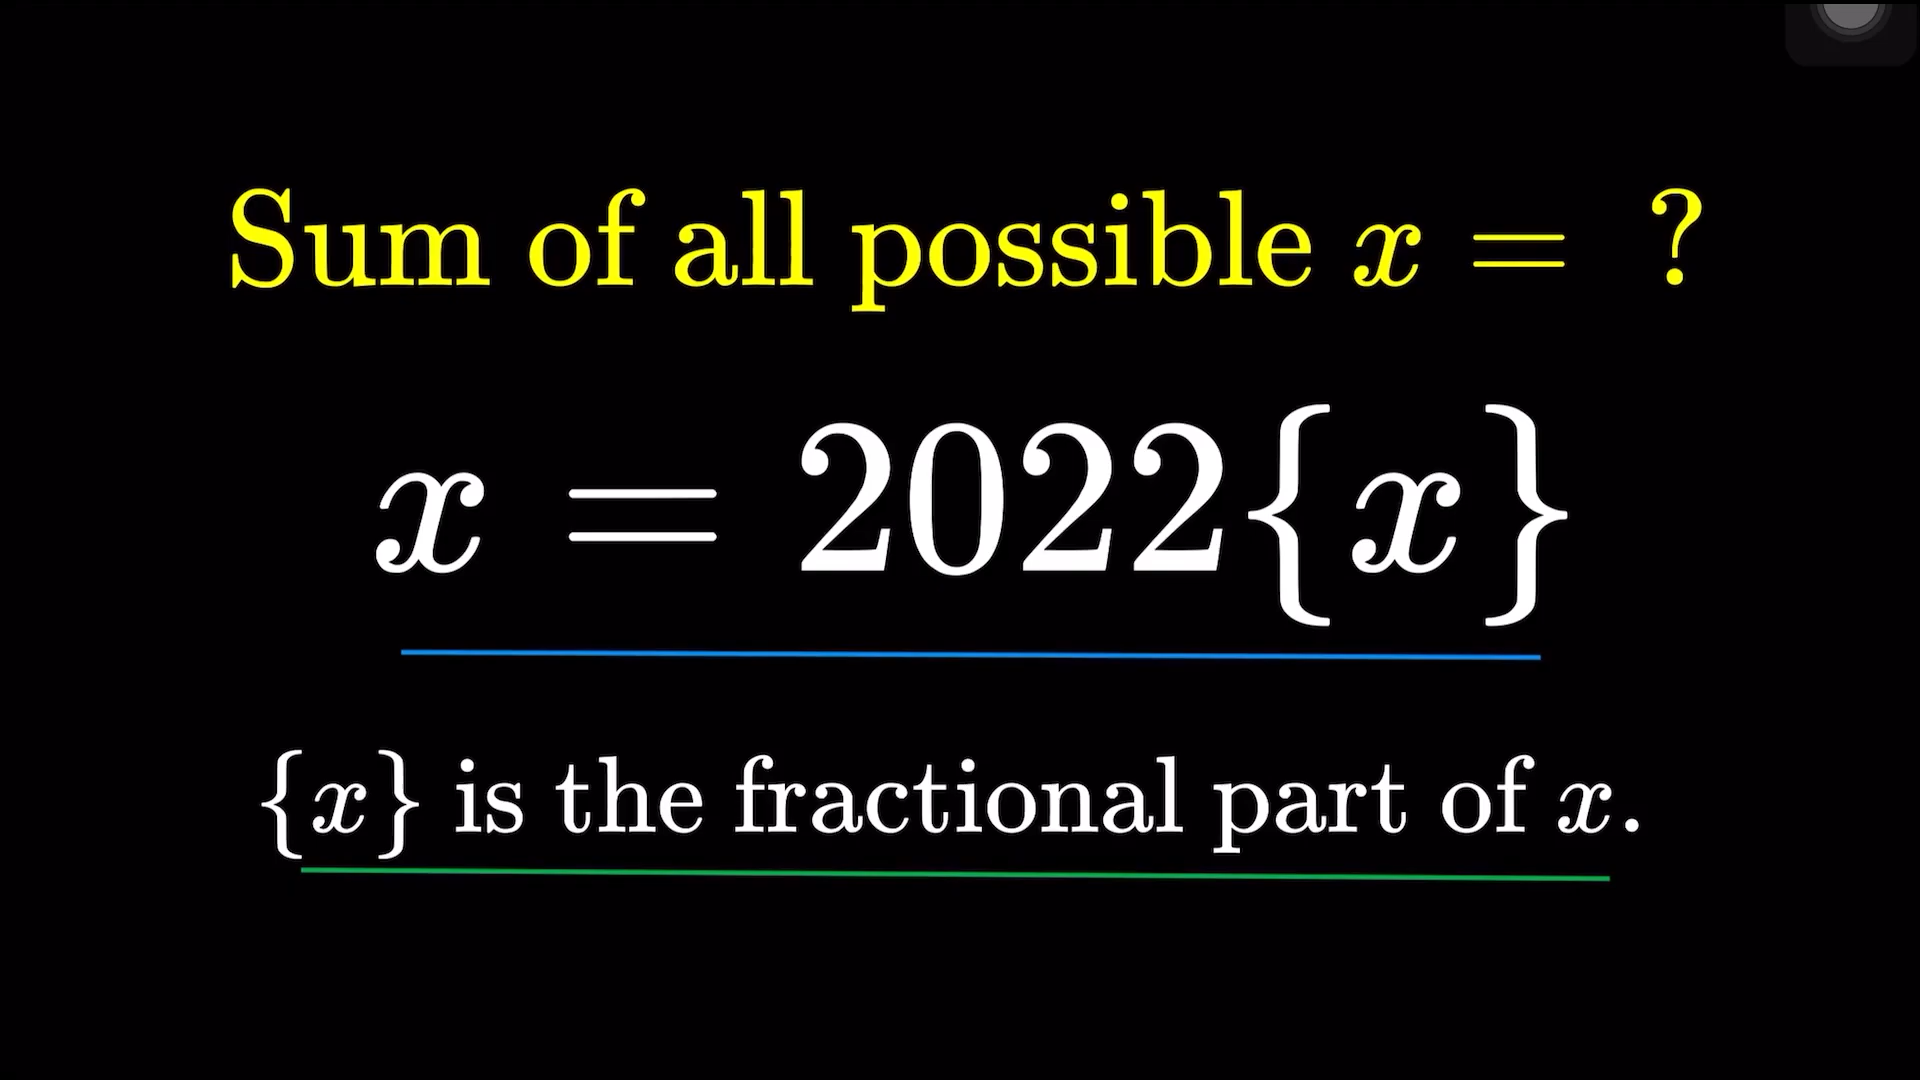 Sum of all possible x = ?
x = 2022{x}
{x} is the fractional part of x.